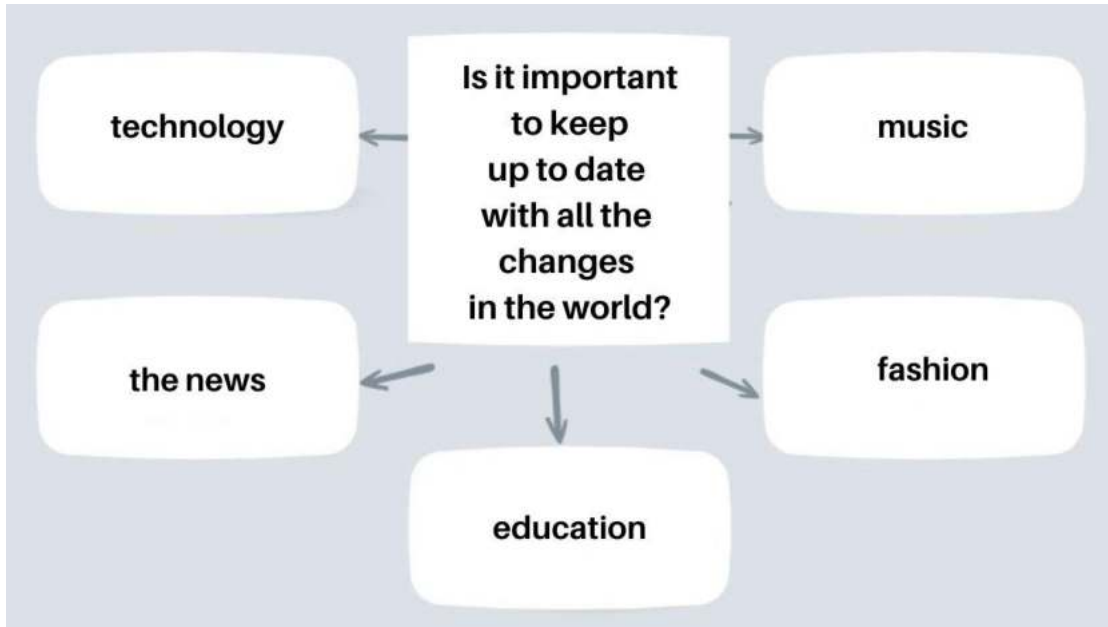 Is it important
to keep
up to date
with all the
changes
in the world?
technology
music
the news
fashion
education